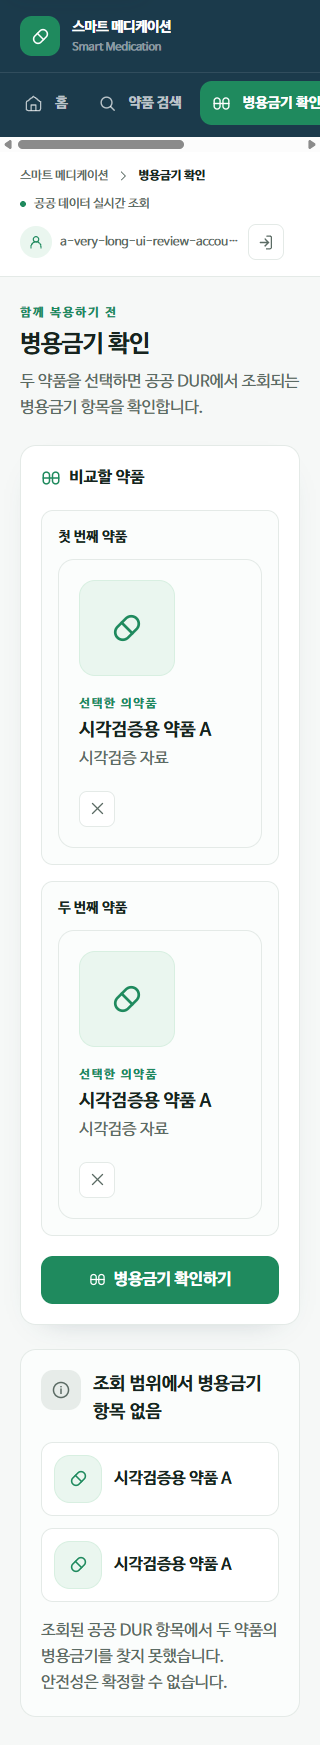 스마트 메디케이션
Smart Medication
홈
약품 검색
병용금기 확인
스마트 메디케이션
병용금기 확인
공공 데이터 실시간 조회
a-very-long-ui-review-accou…
함께 복용하기 전
병용금기 확인
두 약품을 선택하면 공공 DUR에서 조회되는
병용금기 항목을 확인합니다.
비교할 약품
첫 번째 약품
선택한 의약품
시각검증용 약품 A
시각검증 자료
두 번째 약품
선택한 의약품
시각검증용 약품 A
시각검증 자료
병용금기 확인하기
조회 범위에서 병용금기
항목 없음
시각검증용 약품 A
시각검증용 약품 A
조회된 공공 DUR 항목에서 두 약품의
병용금기를 찾지 못했습니다.
안전성은 확정할 수 없습니다.